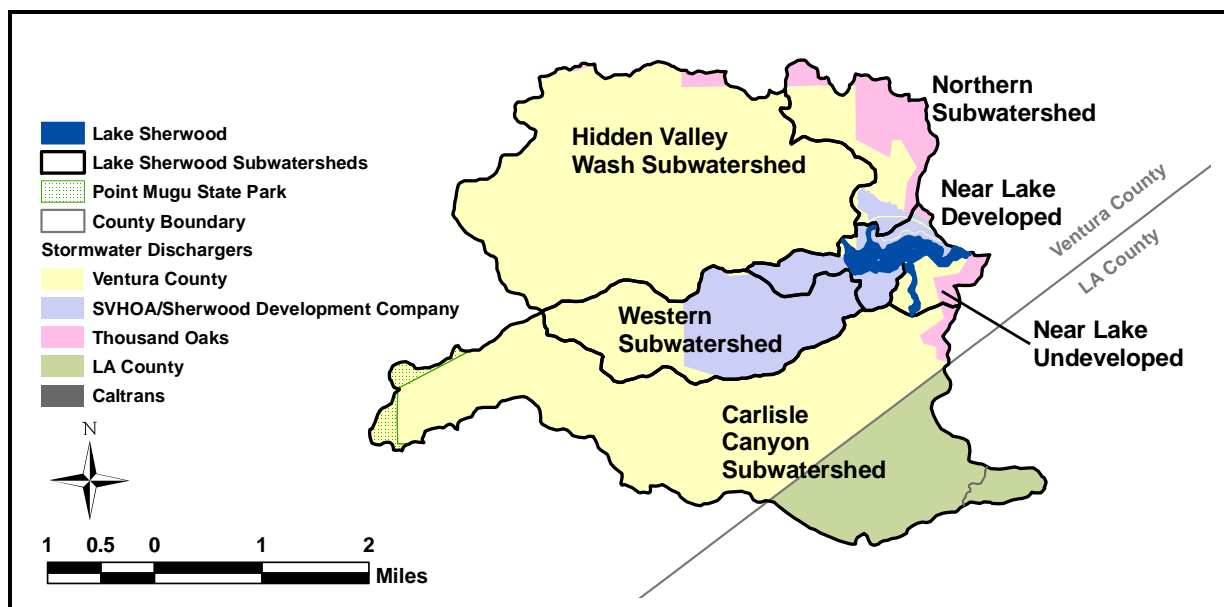 Lake Sherwood
Lake Sherwood Subwatersheds
Point Mugu State Park
County Boundary
Stormwater Dischargers
Ventura County
SVHOA/Sherwood Development Company
Thousand Oaks
LA County
Caltrans
N
1 0.5 0 1 2
Miles
Hidden Valley
Wash Subwatershed
Northern
Subwatershed
Near Lake
Developed
Ventura County
LA County
Western
Subwatershed
Near Lake
Undeveloped
Carlisle
Canyon
Subwatershed